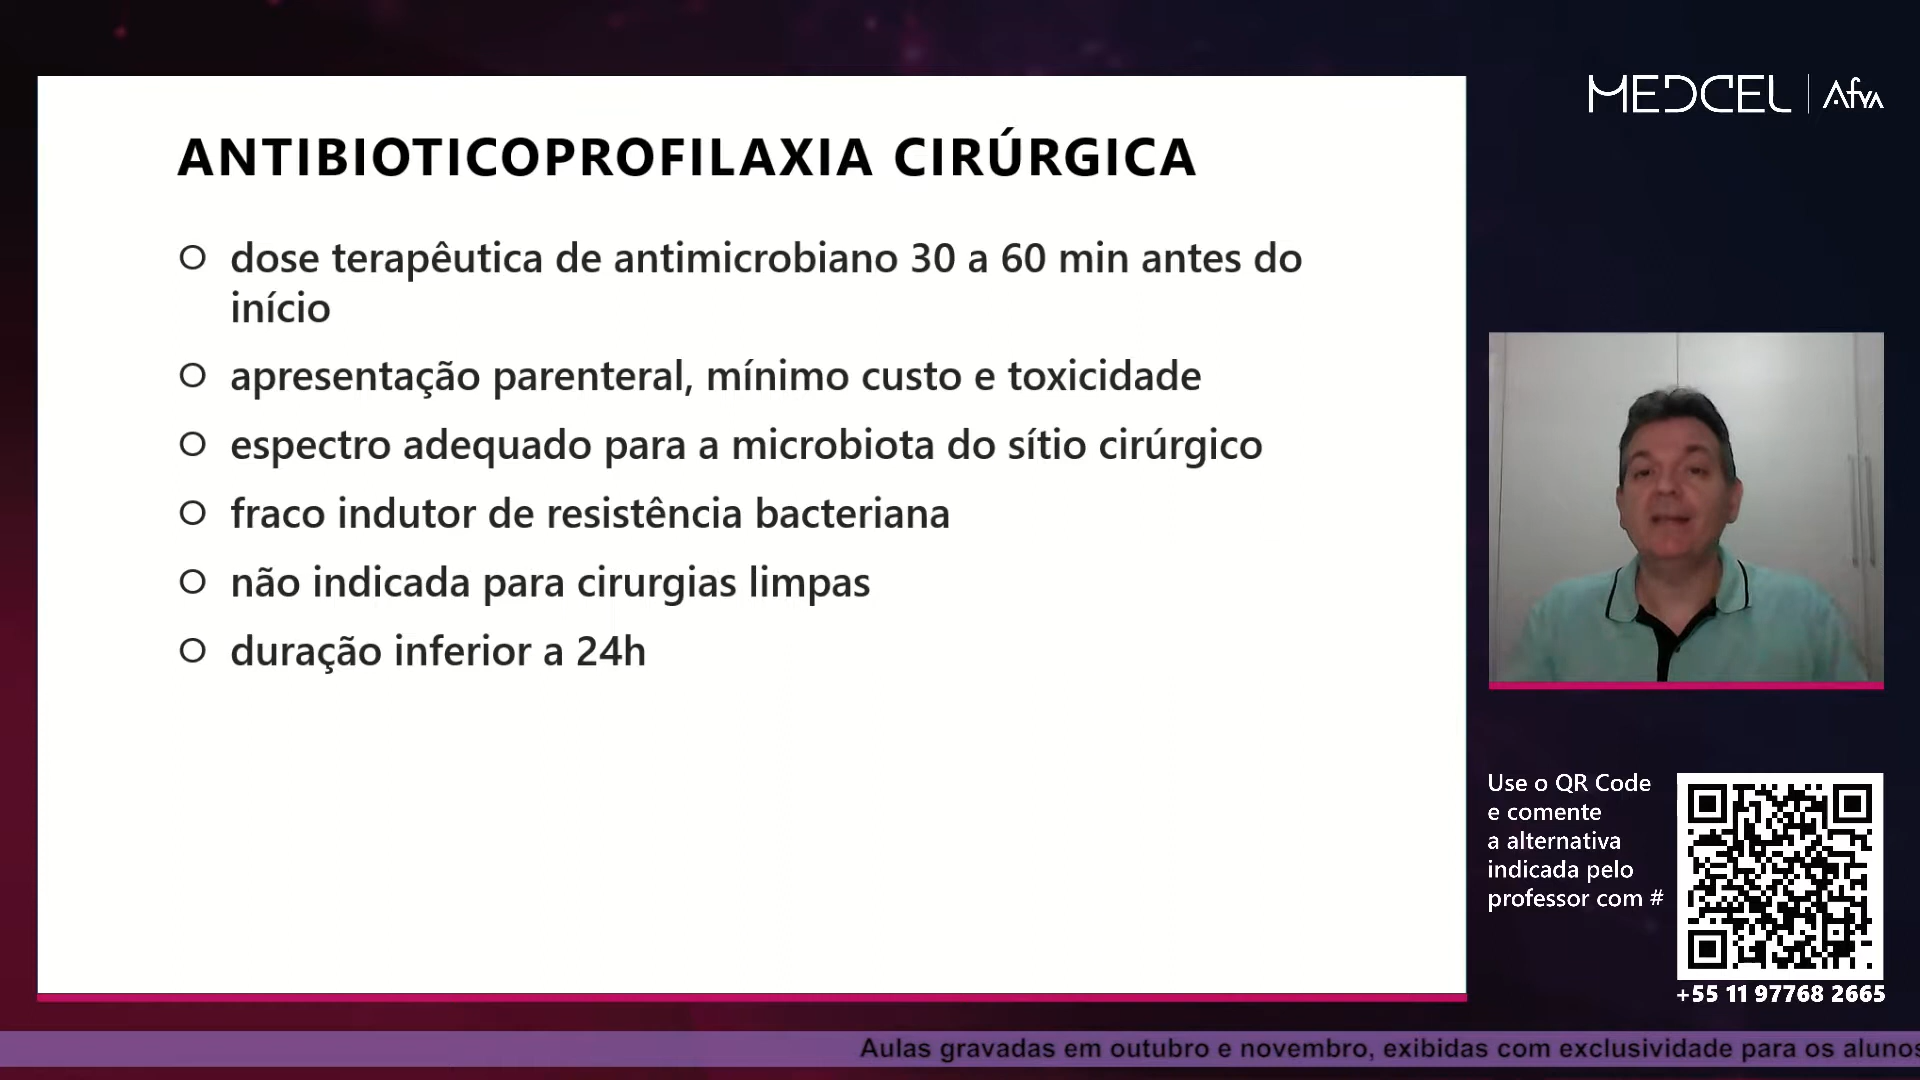 MEDCEL | Afya
ANTIBIOTICOPROFILAXIA CIRÚRGICA
dose terapêutica de antimicrobiano 30 a 60 min antes do
início
apresentação parenteral, mínimo custo e toxicidade
espectro adequado para a microbiota do sítio cirúrgico
fraco indutor de resistência bacteriana
não indicada para cirurgias limpas
duração inferior a 24h
Use o QR Code
e comente
a alternativa
indicada pelo
professor com #
+55 11 97768 2665
Aulas gravadas em outubro e novembro, exibidas com exclusividade para os alunos